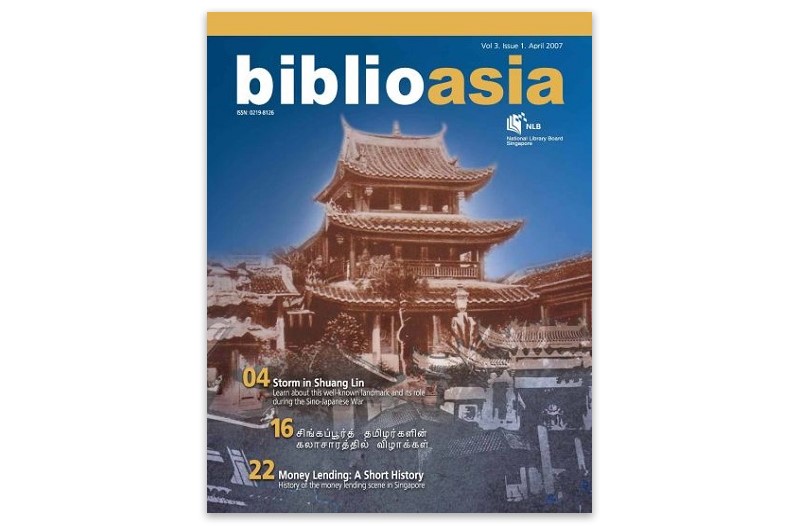 Vol 3. Issue 1. April 2007
biblioasia
ISSN: 0219-8126
NLB
National Library Board
Singapore
04 Storm in Shuang Lin
Learn about this well-known landmark and its role
during the Sino-Japanese War
16 சிங்கப்பூர்த் தமிழர்களின்
கலாசாரத்தில் விழாக்கள்
22 Money Lending: A Short History
History of the money lending scene in Singapore